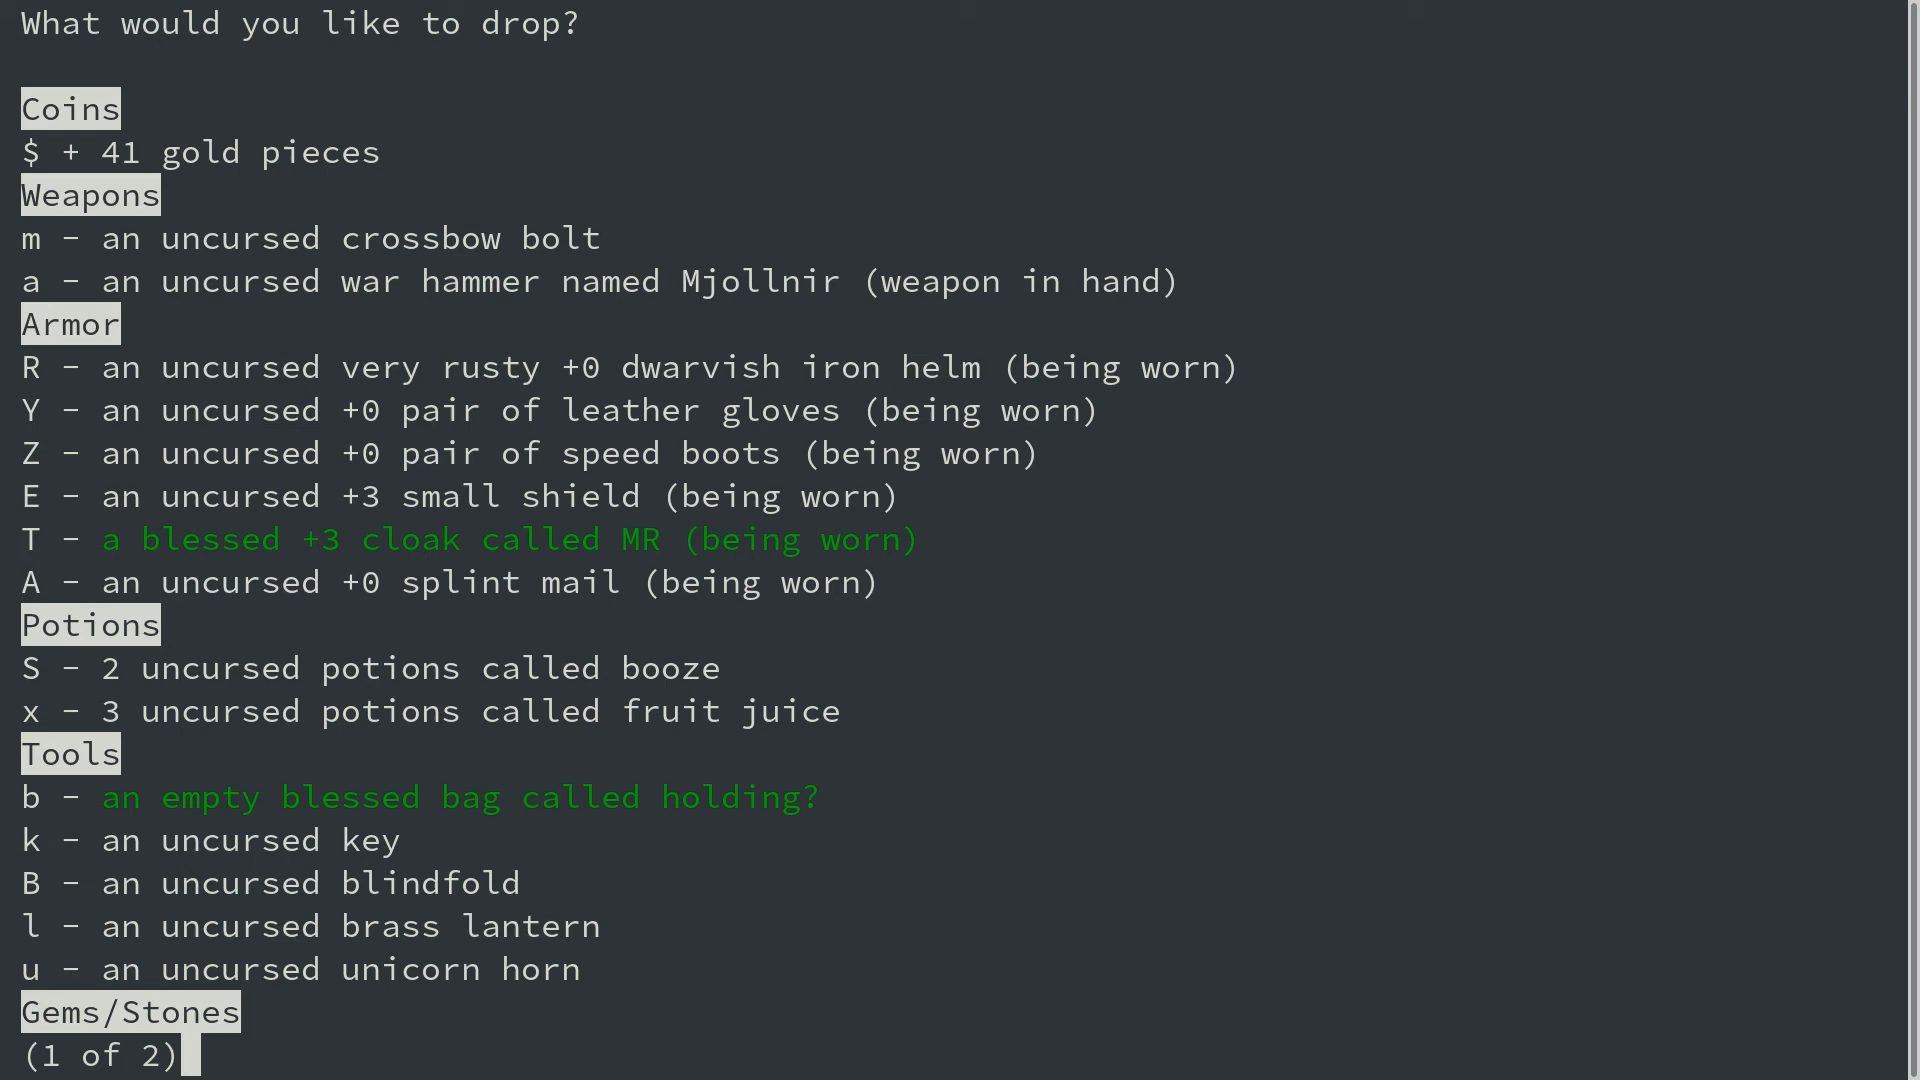 What would you like to drop?
Coins
$ + 41 gold pieces
Weapons
m - an uncursed crossbow bolt
a - an uncursed war hammer named Mjollnir (weapon in hand)
Armor
R - an uncursed very rusty +0 dwarvish iron helm (being worn)
Y - an uncursed +0 pair of leather gloves (being worn)
Z - an uncursed +0 pair of speed boots (being worn)
E - an uncursed +3 small shield (being worn)
T - a blessed +3 cloak called MR (being worn)
A - an uncursed +0 splint mail (being worn)
Potions
S - 2 uncursed potions called booze
x - 3 uncursed potions called fruit juice
Tools
b - an empty blessed bag called holding?
k - an uncursed key
B - an uncursed blindfold
l - an uncursed brass lantern
u - an uncursed unicorn horn
Gems/Stones
(1 of 2)